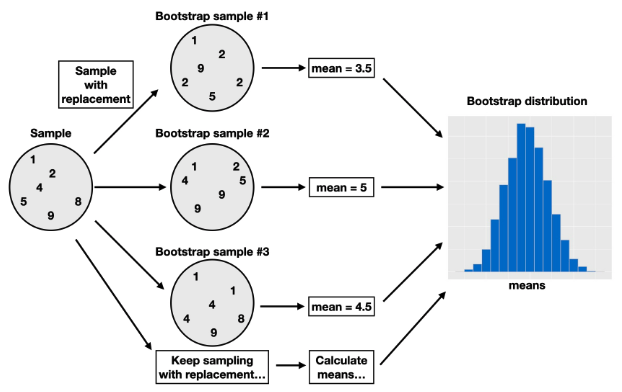 Bootstrap sample #1
1
2
9
2
2
5
mean = 3.5
Sample
with
replacement
Bootstrap distribution
Sample
1
2
4
5
8
9
Bootstrap sample #2
1
2
4
5
9
9
mean = 5
means
Bootstrap sample #3
1
1
4
4
8
9
mean = 4.5
Keep sampling
with replacement...
Calculate
means...